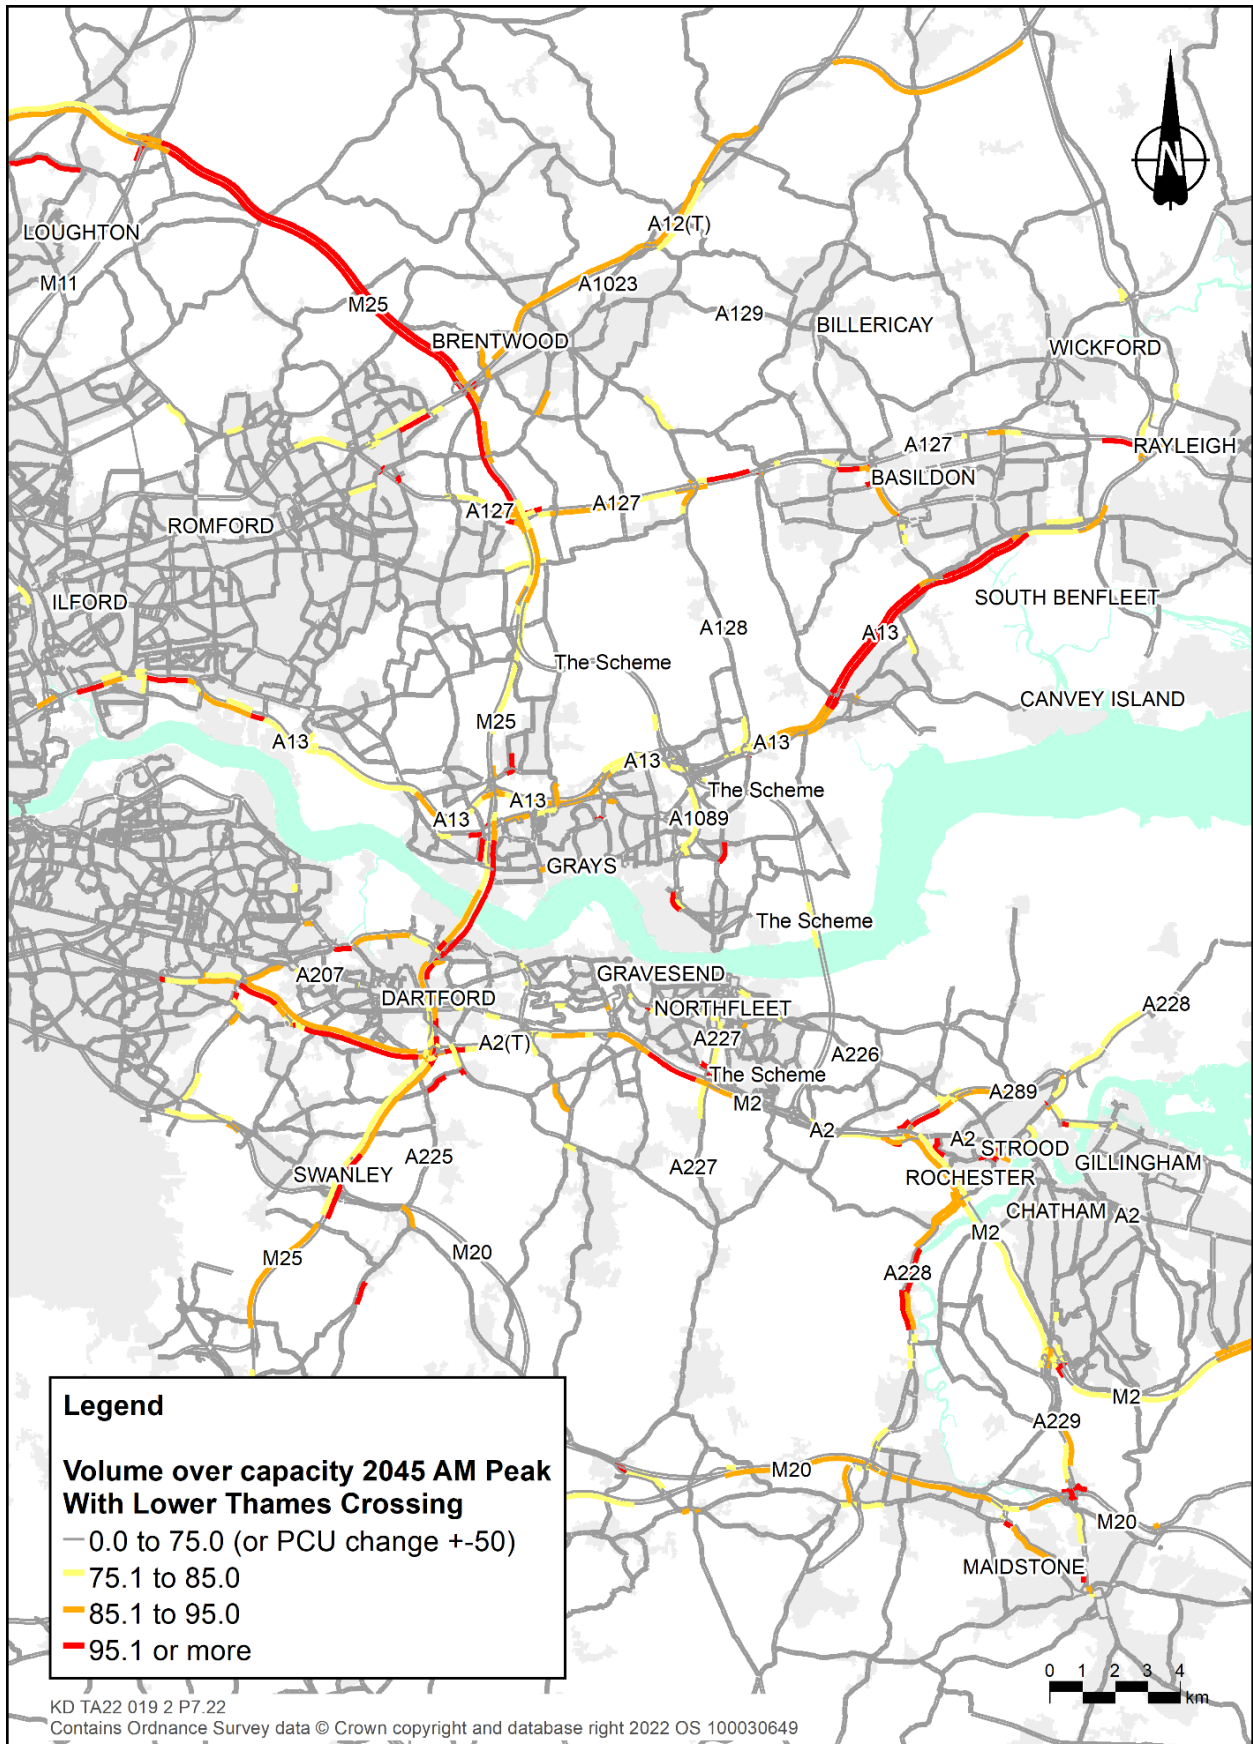 N
LOUGHTON
M11
M25
A12(T)
A1023
BRENTWOOD
A129
BILLERICAY
WICKFORD
A127
RAYLEIGH
BASILDON
A127
A127
ROMFORD
ILFORD
SOUTH BENFLEET
A128
A13
The Scheme
CANVEY ISLAND
M25
A13
A13
A13
The Scheme
A13
A13
A1089
GRAYS
The Scheme
A207
DARTFORD
GRAVESEND
NORTHFLEET
A228
A2(T)
A227
A226
The Scheme
M2
A289
A2
A2
STROOD
GILLINGHAM
SWANLEY
A225
A227
ROCHESTER
CHATHAM
A2
M2
M25
M20
A228
M2
A229
M20
M20
MAIDSTONE
Legend
Volume over capacity 2045 AM Peak
With Lower Thames Crossing
0.0 to 75.0 (or PCU change +-50)
75.1 to 85.0
85.1 to 95.0
95.1 or more
0 1 2 3 4
km
KD TA22 019 2 P7.22
Contains Ordnance Survey data © Crown copyright and database right 2022 OS 100030649